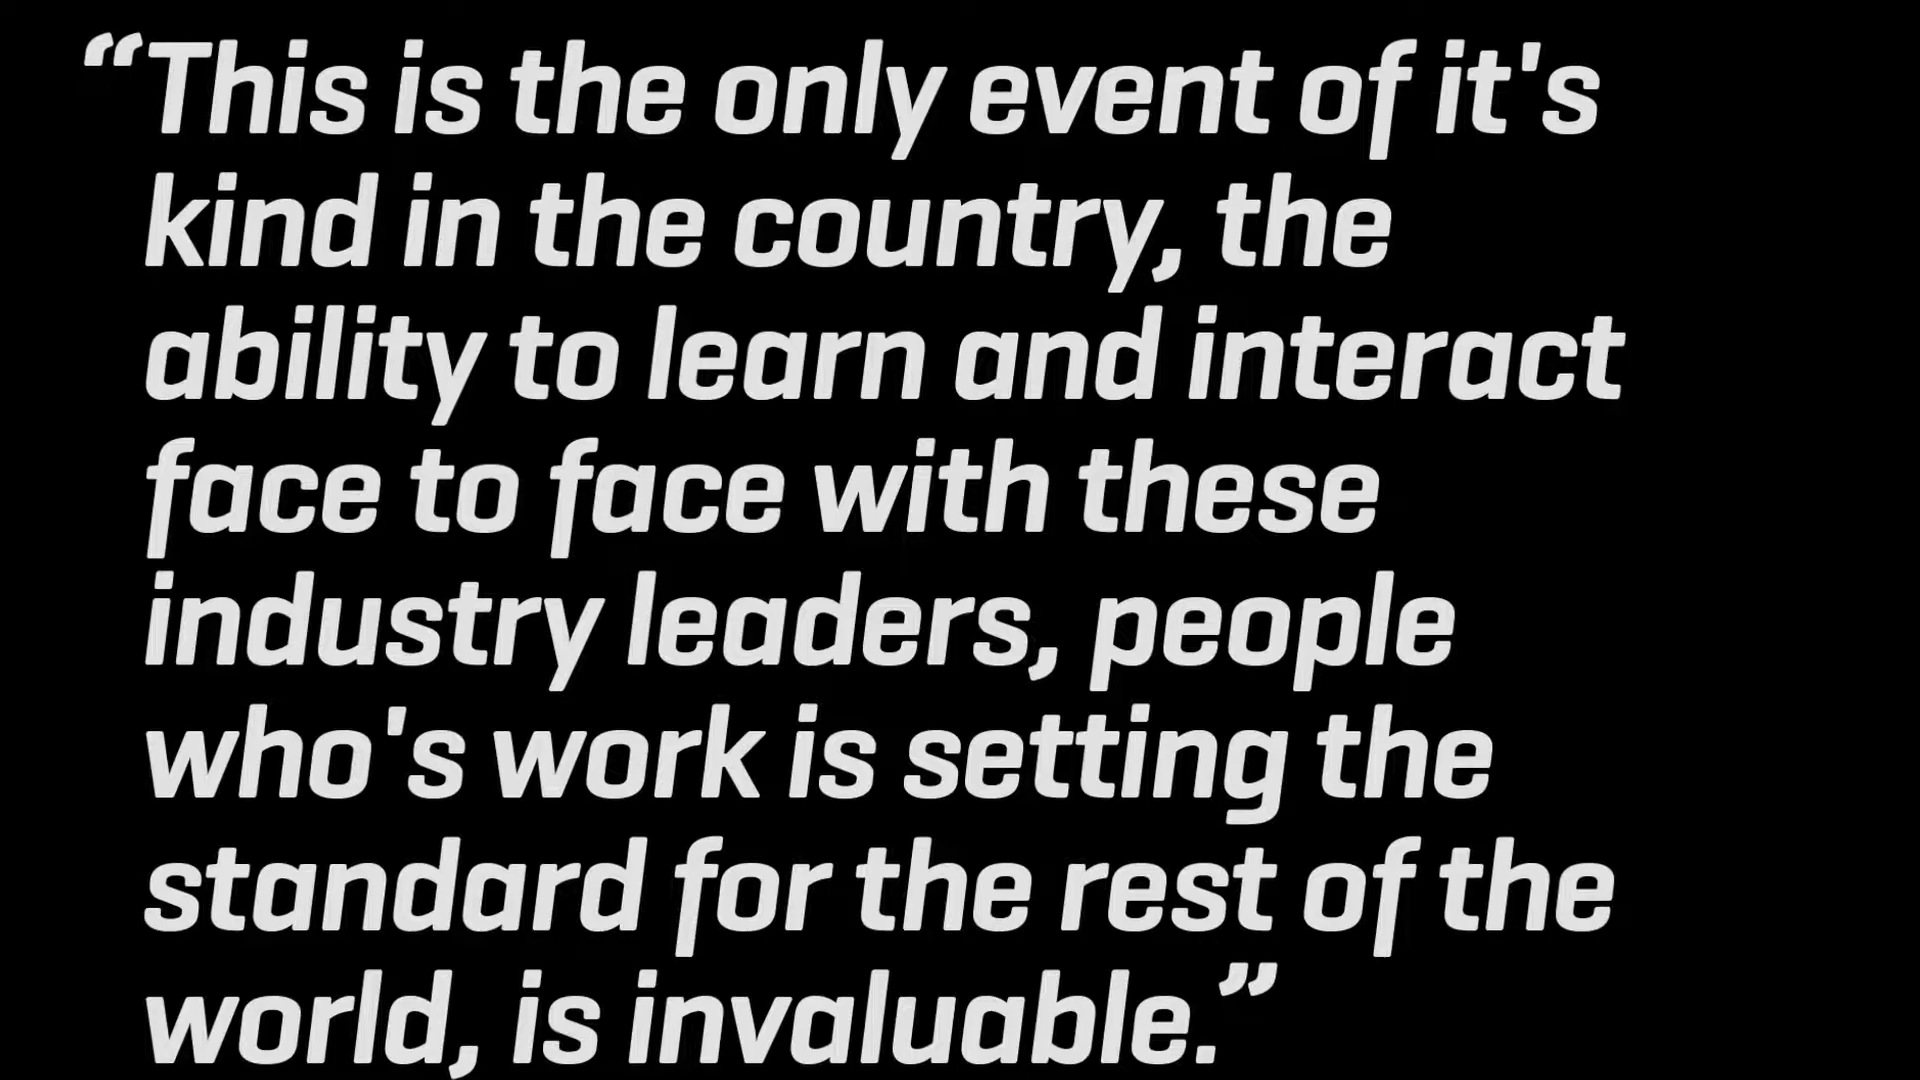 “This is the only event of it's
kind in the country, the
ability to learn and interact
face to face with these
industry leaders, people
who's work is setting the
standard for the rest of the
world, is invaluable.”